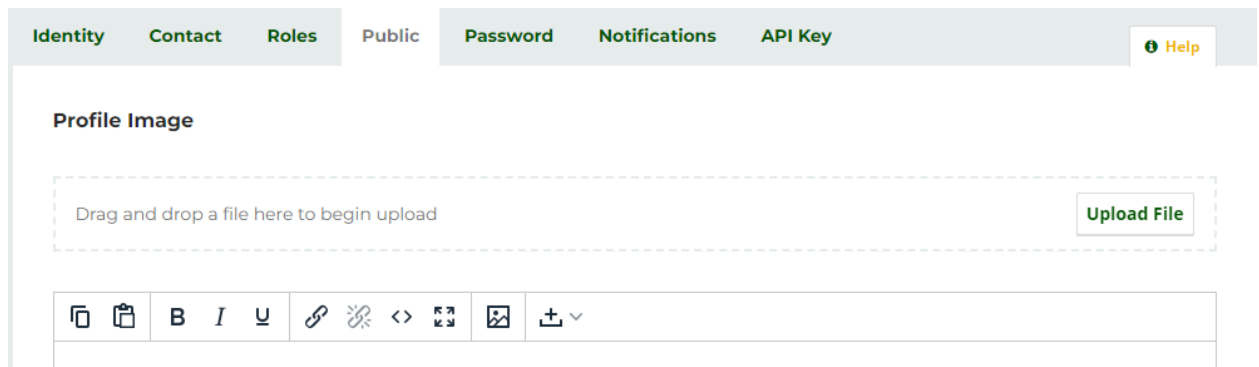 Identity Contact Roles Public Password Notifications API Key
Help
Profile Image
Drag and drop a file here to begin upload
Upload File
B I U